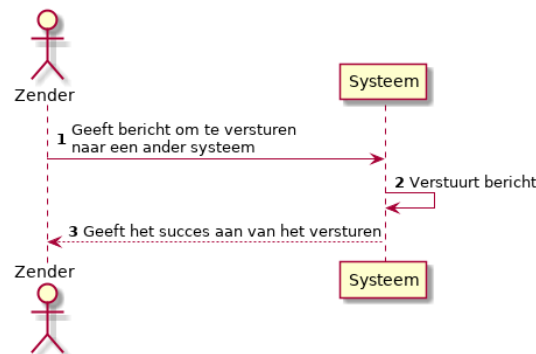 Zender
Systeem
1 Geeft bericht om te versturen
naar een ander systeem
2 Verstuurt bericht
3 Geeft het succes aan van het versturen
Zender
Systeem